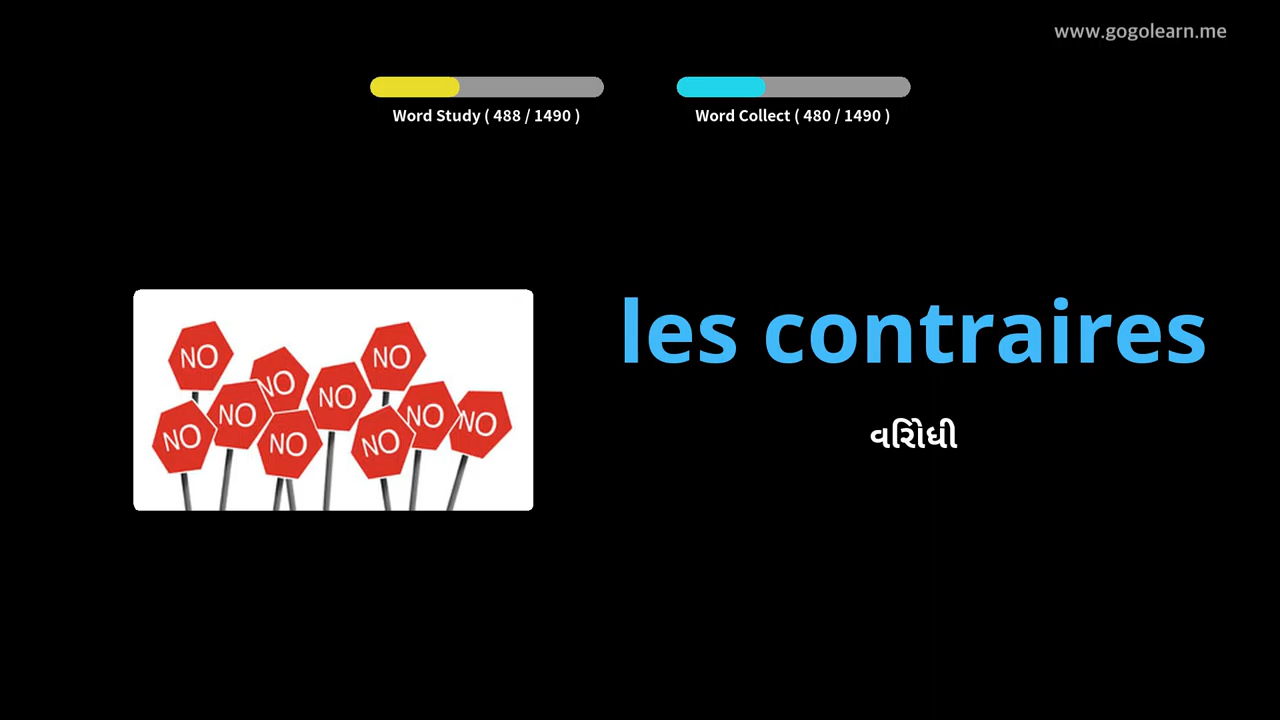 www.gogolearn.me
Word Study ( 488 / 1490 )
Word Collect ( 480 / 1490 )
les contraires
વિરોધી
NO
NO
NO
NO
NO
NO
NO
NO
NO
NO